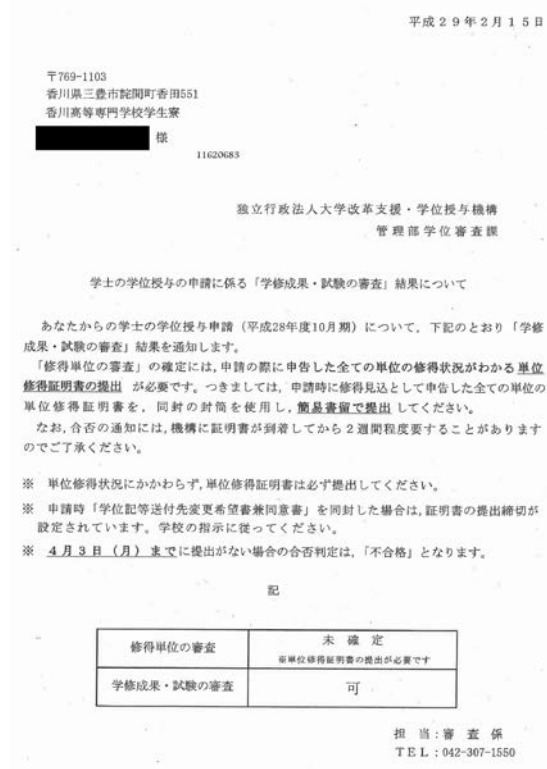 平成２９年２月１５日
〒769-1103
香川県三豊市詫間町香田551
香川高等専門学校学生寮
様
11620683
独立行政法人大学改革支援・学位授与機構
管理部学位審査課
学士の学位授与の申請に係る「学修成果・試験の審査」結果について
あなたからの学士の学位授与申請（平成28年度10月期）について，下記のとおり「学修
成果・試験の審査」結果を通知します。
「修得単位の審査」の確定には,申請の際に申告した全ての単位の修得状況がわかる 単位
修得証明書の提出 が必要です。つきましては，申請時に修得見込として申告した全ての単位の
単位修得証明書を，同封の封筒を使用し，簡易書留で提出 してください。
なお,合否の通知には,機構に証明書が到着してから２週間程度要することがあります
のでご了承ください。
※ 単位修得状況にかかわらず,単位修得証明書は必ず提出してください。
※ 申請時「学位記等送付先変更希望書兼同意書」を同封した場合は,証明書の提出締切が
設定されています。学校の指示に従ってください。
※ ４月３日（月）までに提出がない場合の合否判定は，「不合格」となります。
記
修得単位の審査
未 確 定
※単位修得証明書の提出が必要です
学修成果・試験の審査
可
担 当：審 査 係
ＴＥＬ：042-307-1550